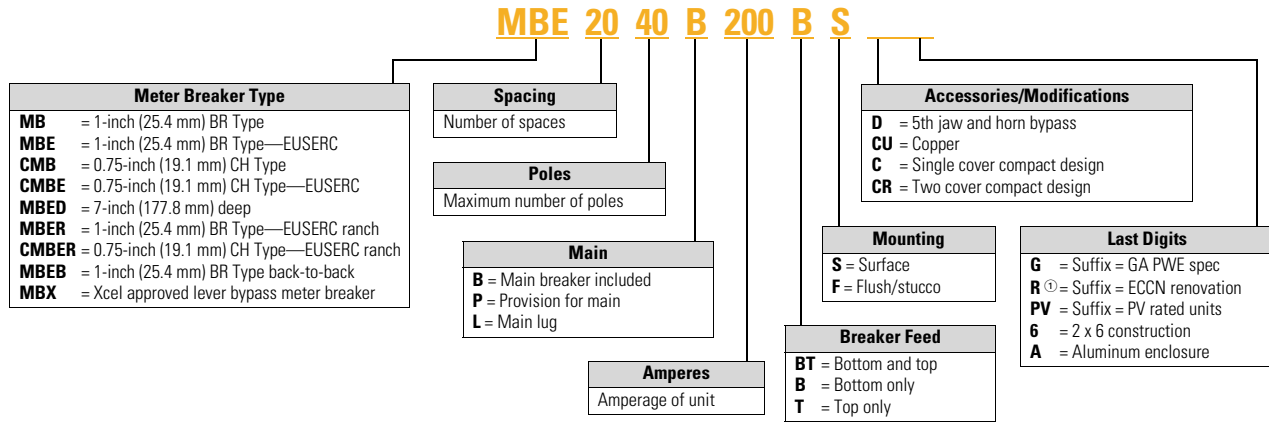 MBE 20 40 B 200 B S
Meter Breaker Type
MB = 1-inch (25.4 mm) BR Type
MBE = 1-inch (25.4 mm) BR Type—EUSERC
CMB = 0.75-inch (19.1 mm) CH Type
CMBE = 0.75-inch (19.1 mm) CH Type—EUSERC
MBED = 7-inch (177.8 mm) deep
MBER = 1-inch (25.4 mm) BR Type—EUSERC ranch
CMBER = 0.75-inch (19.1 mm) CH Type—EUSERC ranch
MBEB = 1-inch (25.4 mm) BR Type back-to-back
MBX = Xcel approved lever bypass meter breaker
Spacing
Number of spaces
Poles
Maximum number of poles
Main
B = Main breaker included
P = Provision for main
L = Main lug
Amperes
Amperage of unit
Breaker Feed
BT = Bottom and top
B = Bottom only
T = Top only
Mounting
S = Surface
F = Flush/stucco
Accessories/Modifications
D = 5th jaw and horn bypass
CU = Copper
C = Single cover compact design
CR = Two cover compact design
Last Digits
G = Suffix = GA PWE spec
R ① = Suffix = ECCN renovation
PV = Suffix = PV rated units
6 = 2 x 6 construction
A = Aluminum enclosure